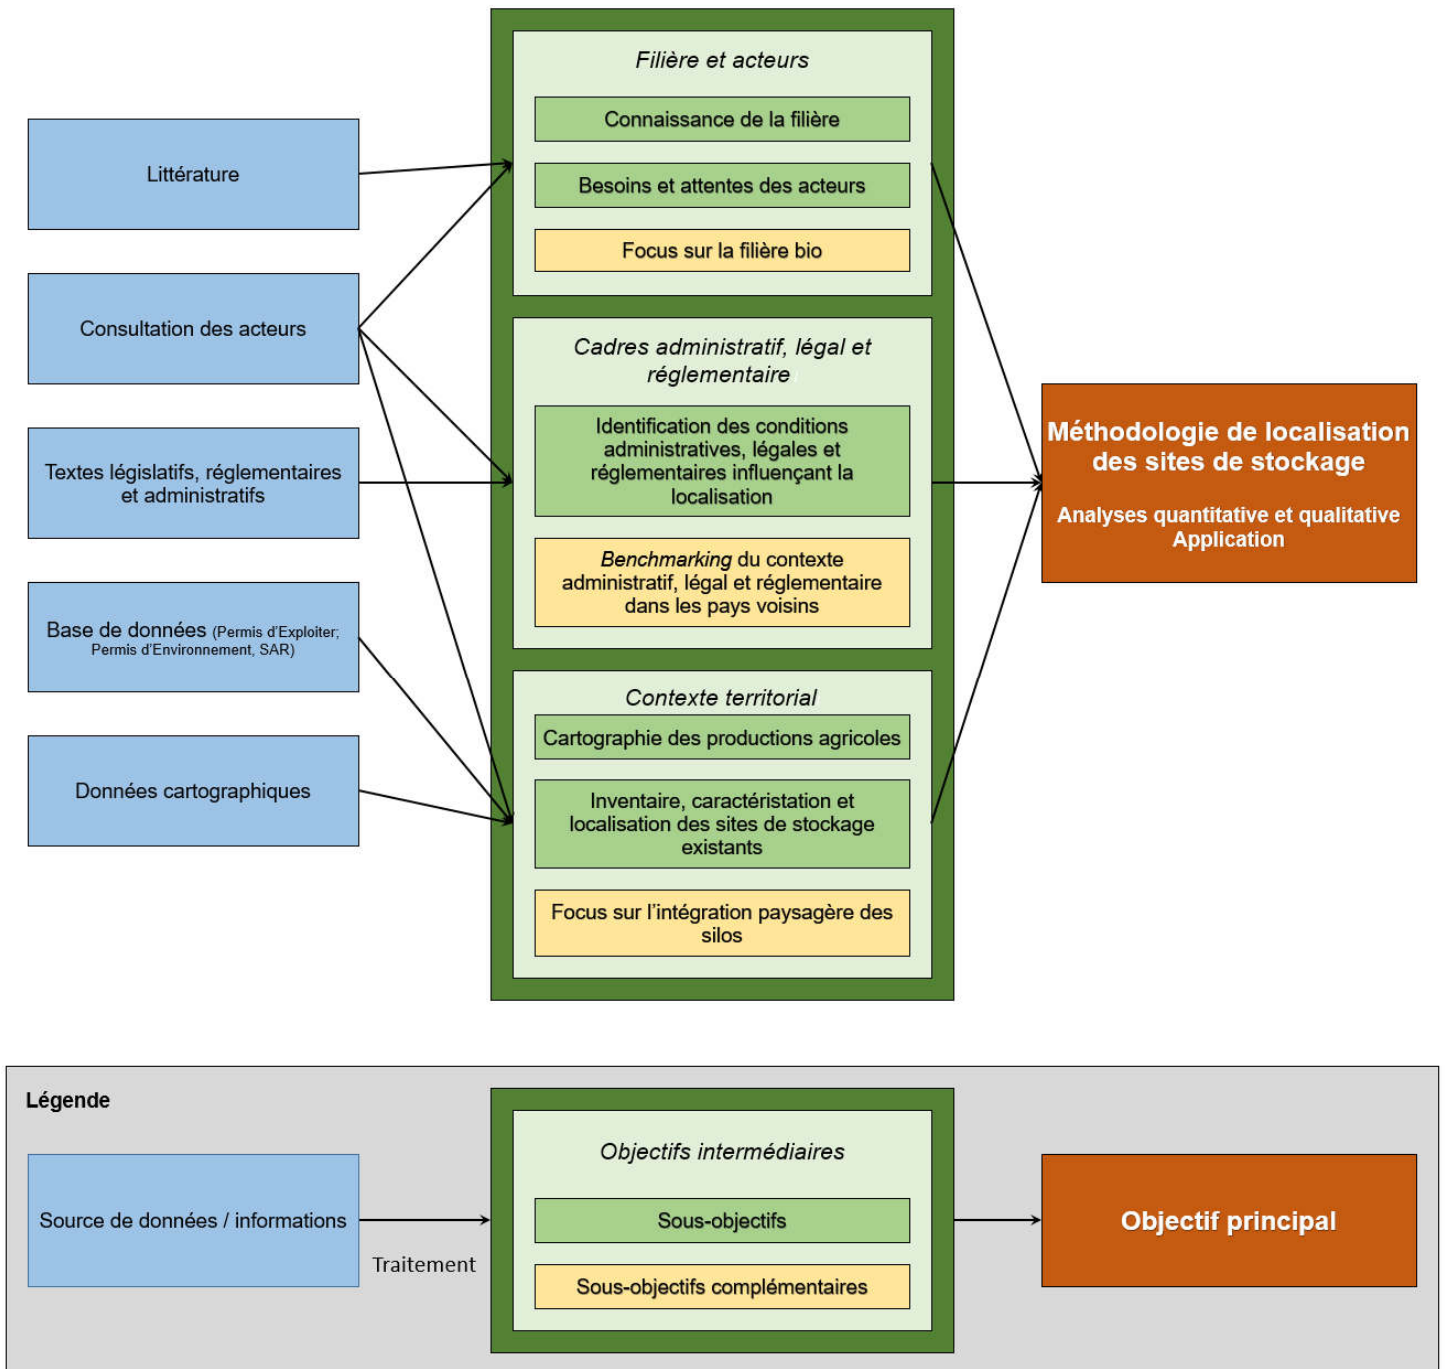 Filière et acteurs
Connaissance de la filière
Besoins et attentes des acteurs
Focus sur la filière bio
Littérature
Consultation des acteurs
Textes législatifs, réglementaires
et administratifs
Base de données (Permis d'Exploiter;
Permis d'Environnement, SAR)
Données cartographiques
Cadres administratif, légal et
réglementaire
Identification des conditions
administratives, légales et
réglementaires influençant la
localisation
Benchmarking du contexte
administratif, légal et réglementaire
dans les pays voisins
Contexte territorial
Cartographie des productions agricoles
Inventaire, caractéristation et
localisation des sites de stockage
existants
Focus sur l'intégration paysagère des
silos
Méthodologie de localisation
des sites de stockage
Analyses quantitative et qualitative
Application
Légende
Source de données / informations
Traitement
Objectifs intermédiaires
Sous-objectifs
Sous-objectifs complémentaires
Objectif principal